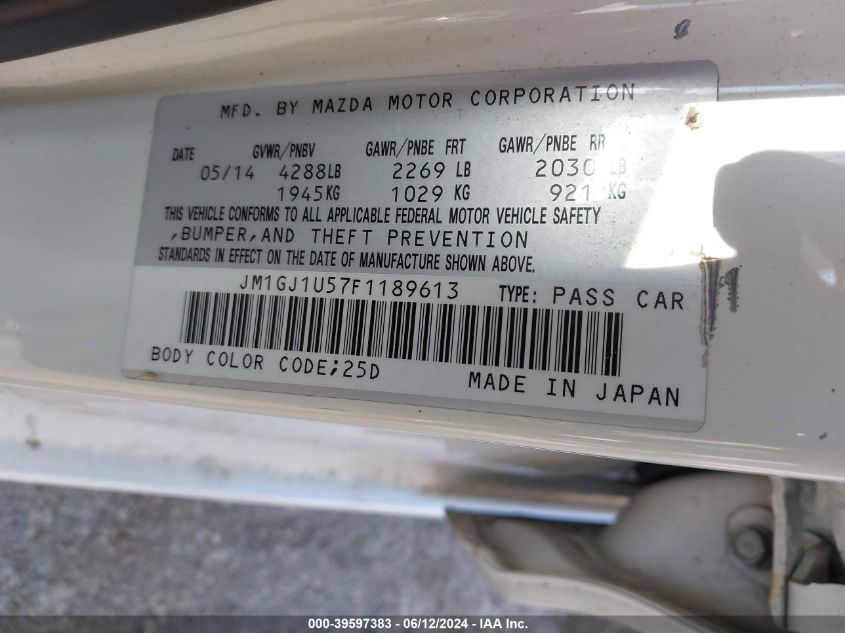 MFD. BY MAZDA MOTOR CORPORATION
DATE GVWR/PNBV GAWR/PNBE FRT GAWR/PNBE RR
05/14 4288LB 2269 LB 2030 LB
1945KG 1029 KG 921 KG
THIS VEHICLE CONFORMS TO ALL APPLICABLE FEDERAL MOTOR VEHICLE SAFETY
,BUMPER,AND THEFT PREVENTION
STANDARDS IN EFFECT ON THE DATE OF MANUFACTURE SHOWN ABOVE.
JM1GJ1U57F1189613 TYPE: PASS CAR
BODY COLOR CODE;25D MADE IN JAPAN
000-39597383 - 06/12/2024 - IAA Inc.